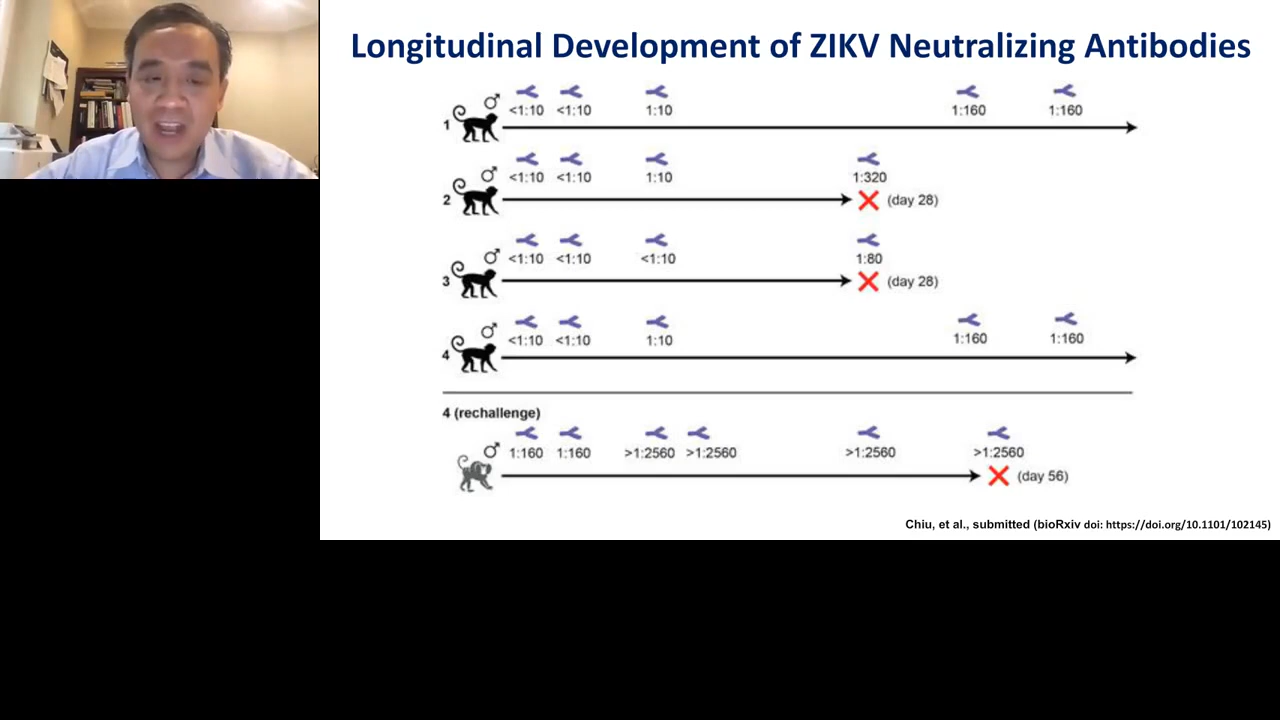 Longitudinal Development of ZIKV Neutralizing Antibodies
1 ♂ <1:10 <1:10 1:10 1:160 1:160
2 ♂ <1:10 <1:10 1:10 1:320
(day 28)
3 ♂ <1:10 <1:10 <1:10 1:80
(day 28)
4 ♂ <1:10 <1:10 1:10 1:160 1:160
4 (rechallenge)
♂ 1:160 1:160 >1:2560 >1:2560 >1:2560 >1:2560
(day 56)
Chiu, et al., submitted (bioRxiv doi: https://doi.org/10.1101/102145)